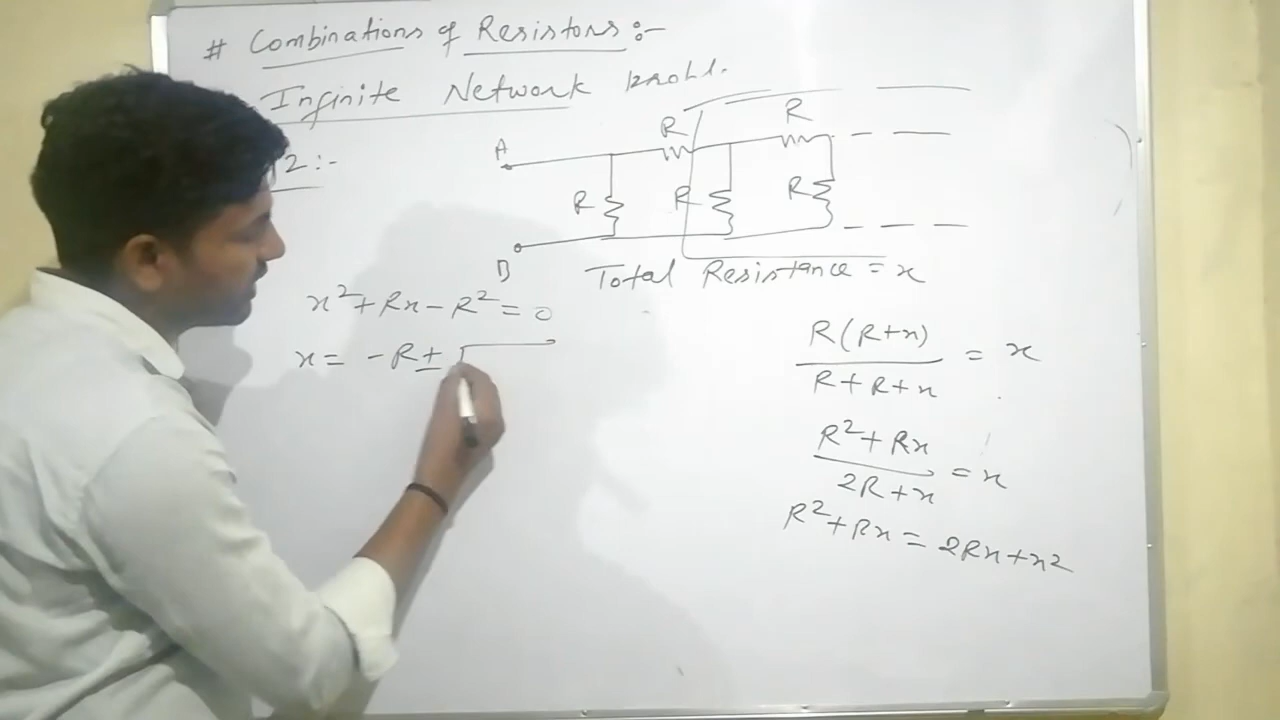 # Combinations of Resistors :-
Infinite Network Probl.
2:-
A
R
R
R
R
R
B
Total Resistance = x
x² + Rx - R² = 0
x = -R ± √
R(R+x) / R+R+x = x
R² + Rx / 2R + x = x
R² + Rx = 2Rx + x²